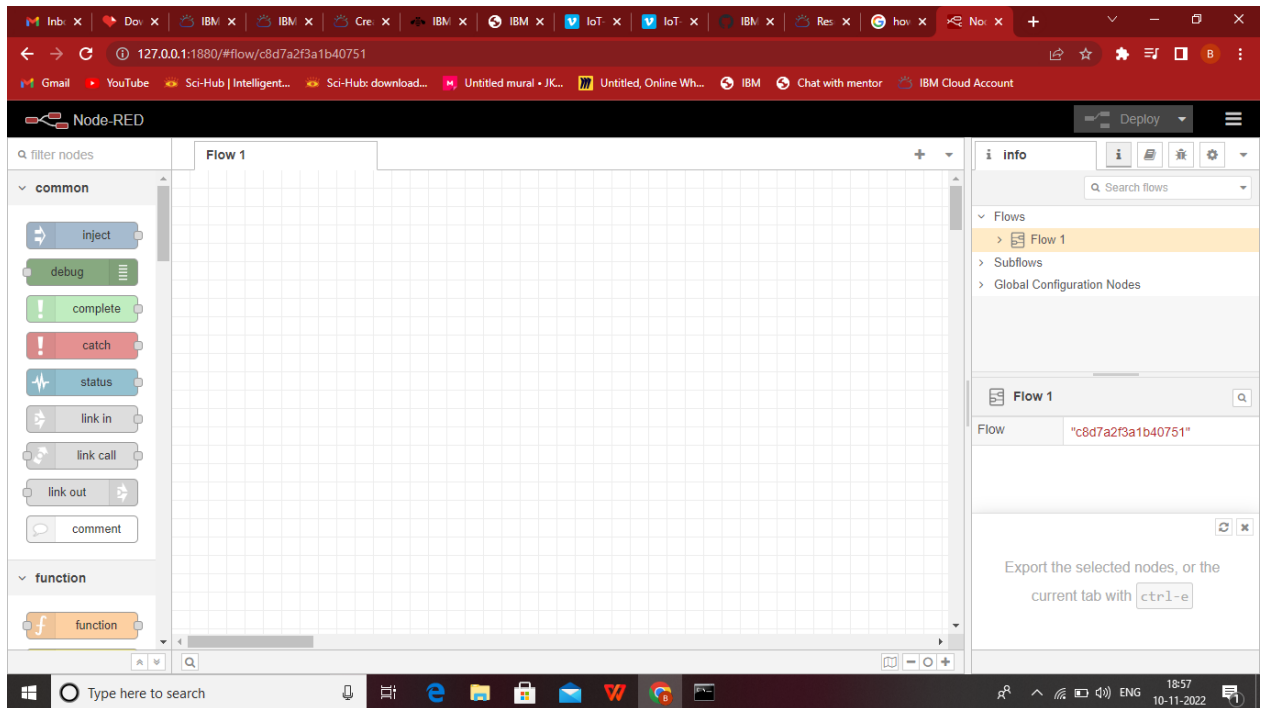 Inbc Dov IBM IBM Cre IBM IBM IoT- IoT- IBM Res how Noc
127.0.0.1:1880/#flow/c8d7a2f3a1b40751
B
Gmail YouTube Sci-Hub | Intelligent... Sci-Hub: download... Untitled mural • JK... Untitled, Online Wh... IBM Chat with mentor IBM Cloud Account
Node-RED Deploy
filter nodes Flow 1 i info
common
Search flows
Flows
inject
Flow 1
debug
Subflows
Global Configuration Nodes
complete
catch
status
Flow 1
link in
Flow "c8d7a2f3a1b40751"
link call
link out
comment
Export the selected nodes, or the
current tab with ctrl-e
function
function
Type here to search
ENG
18:57
10-11-2022
1